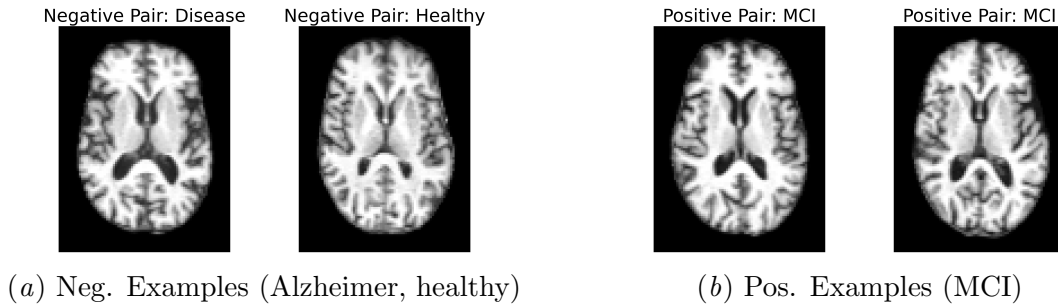 Negative Pair: Disease
Negative Pair: Healthy
Positive Pair: MCI
Positive Pair: MCI
(a) Neg. Examples (Alzheimer, healthy)
(b) Pos. Examples (MCI)